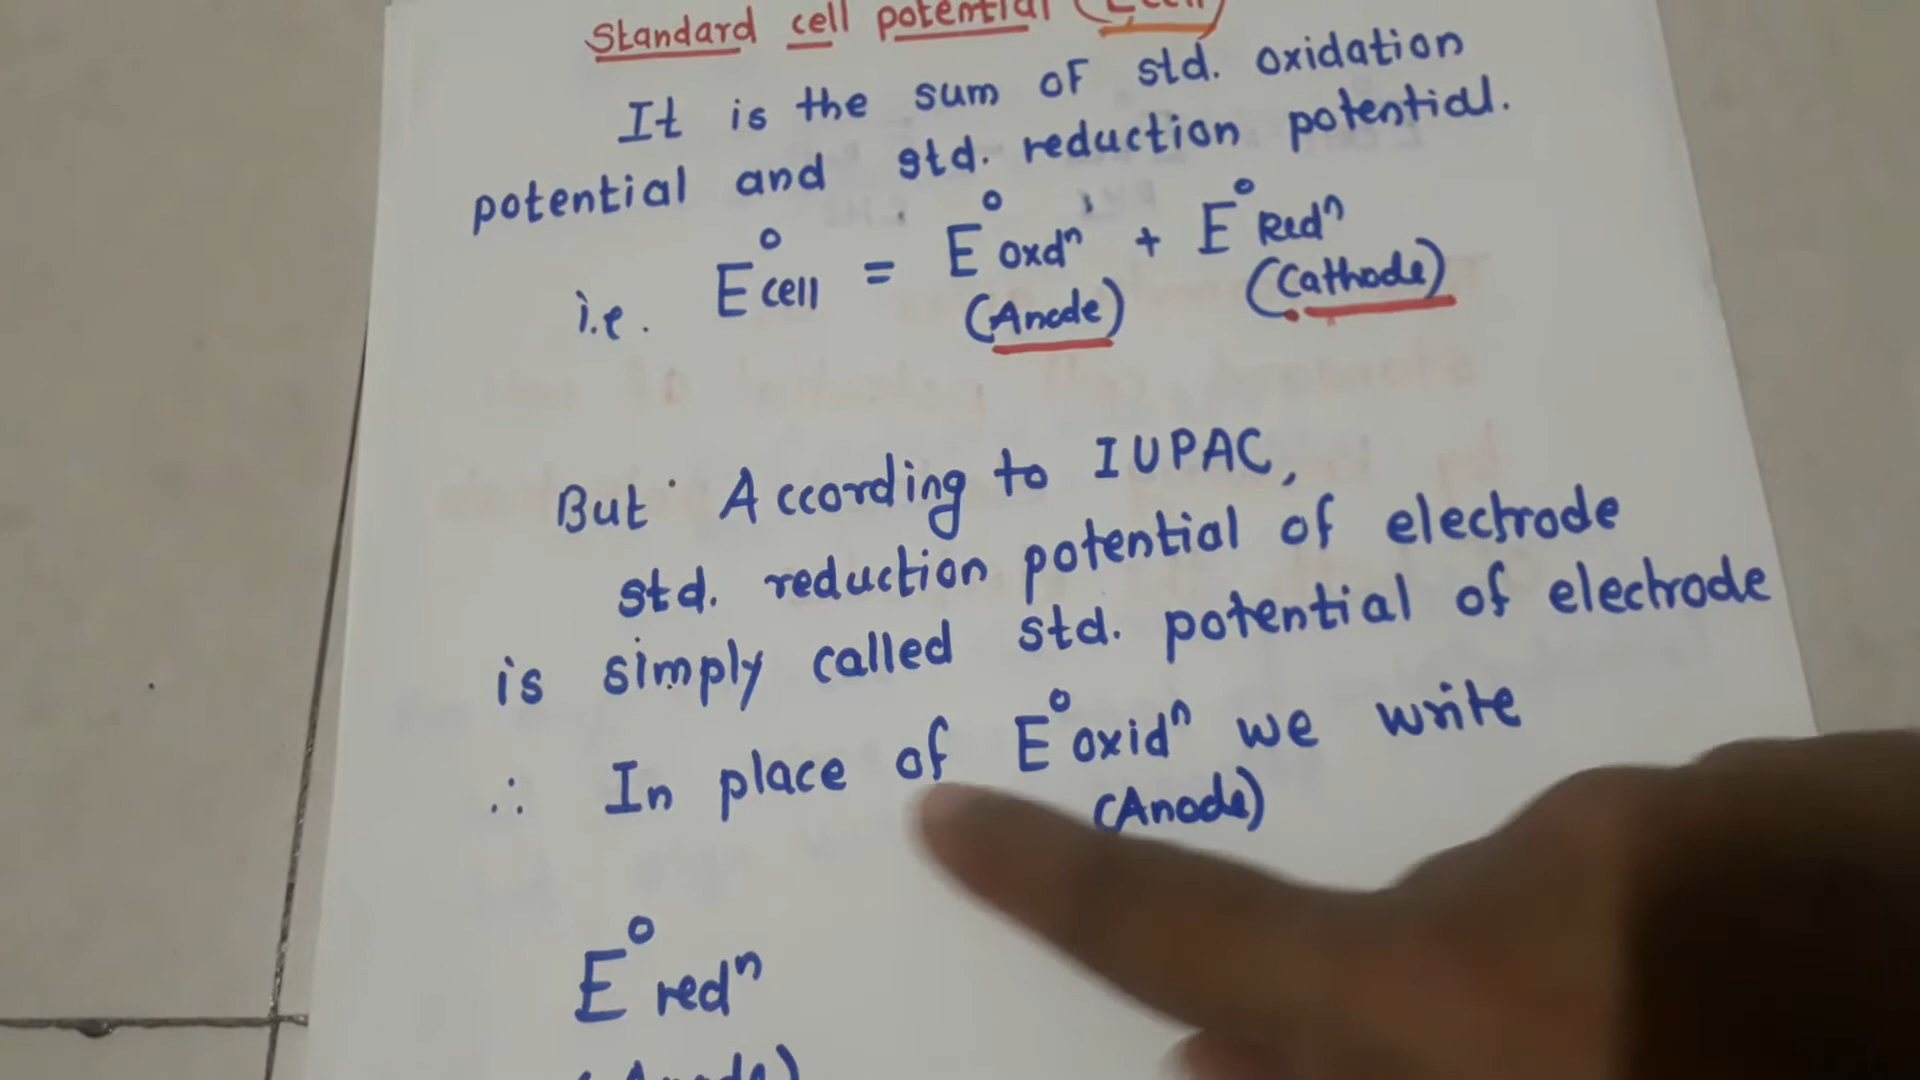 Standard cell potential (E cell)
It is the sum of std. oxidation
potential and std. reduction potential.
i.e. E°cell = E°oxdⁿ + E°Redⁿ
(Anode) (Cathode)
But According to IUPAC,
std. reduction potential of electrode
is simply called std. potential of electrode
∴ In place of E°oxidⁿ we write
(Anode)
E°redⁿ
(Anode)